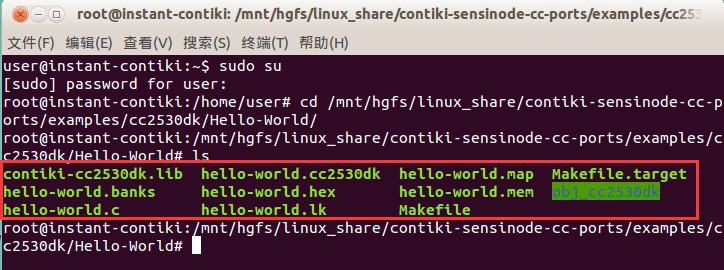 root@instant-contiki: /mnt/hgfs/linux_share/contiki-sensinode-cc-ports/examples/cc2530
文件(F) 编辑(E) 查看(V) 搜索(S) 终端(T) 帮助(H)
user@instant-contiki:~$ sudo su
[sudo] password for user:
root@instant-contiki:/home/user# cd /mnt/hgfs/linux_share/contiki-sensinode-cc-p
orts/examples/cc2530dk/Hello-World/
root@instant-contiki:/mnt/hgfs/linux_share/contiki-sensinode-cc-ports/examples/c
c2530dk/Hello-World# ls
contiki-cc2530dk.lib hello-world.cc2530dk hello-world.map Makefile.target
hello-world.banks hello-world.hex hello-world.mem obj_cc2530dk
hello-world.c hello-world.lk Makefile
root@instant-contiki:/mnt/hgfs/linux_share/contiki-sensinode-cc-ports/examples/c
c2530dk/Hello-World#